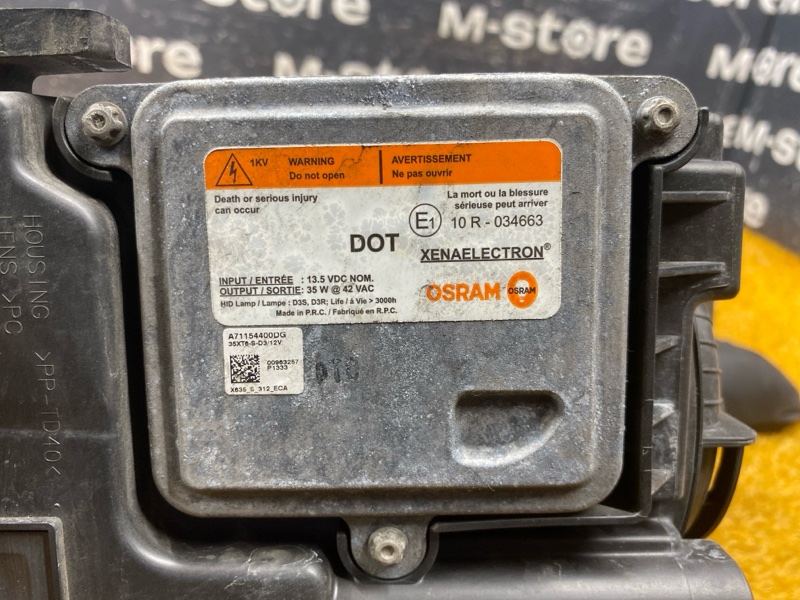 M-store
M-store
1KV WARNING AVERTISSEMENT
Do not open Ne pas ouvrir
Death or serious injury
can occur
La mort ou la blessure
sérieuse peut arriver
E1 10 R - 034663
DOT XENAELECTRON®
INPUT / ENTRÉE : 13.5 VDC NOM.
OUTPUT / SORTIE: 35 W @ 42 VAC
HID Lamp / Lampe : D3S, D3R; Life / à Vie > 3000h
Made in P.R.C. / Fabriqué en R.P.C.
OSRAM OSRAM
A71154400DG
35XT6-S-D3/12V
00963257
P1333
X635_S_312_ECA
HOUSING >PP-TD40<
LENS >PC